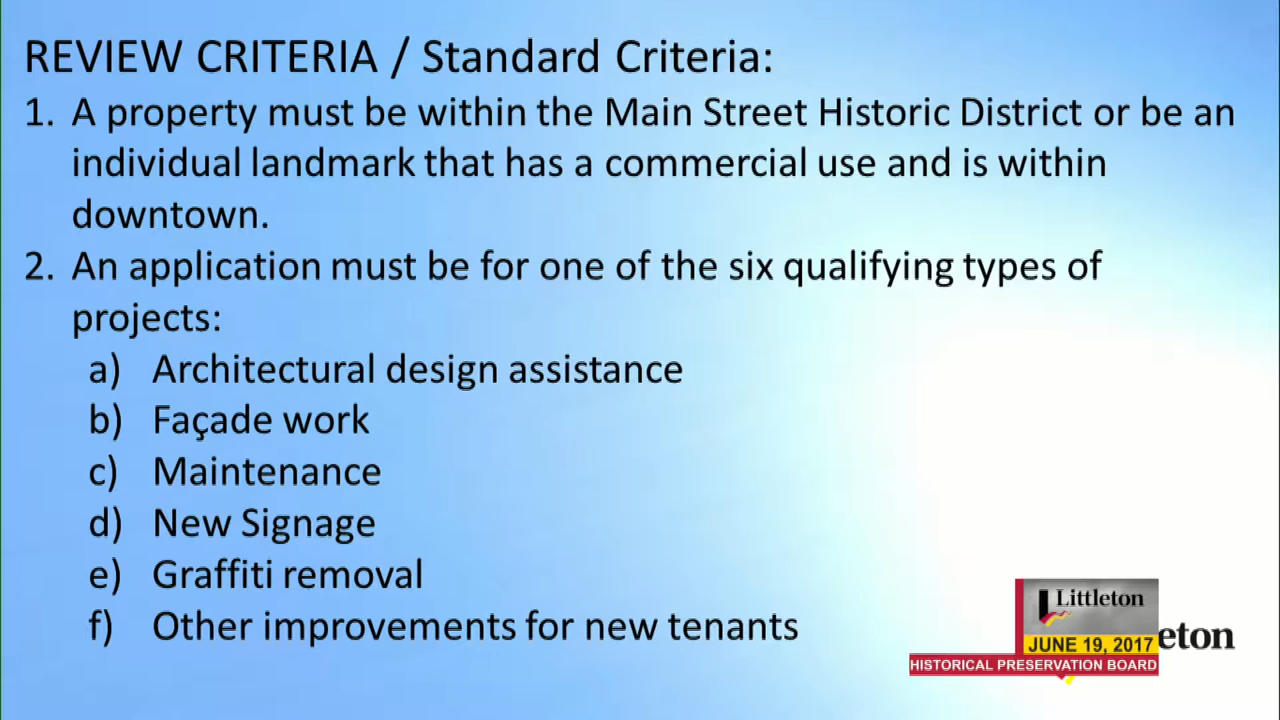 REVIEW CRITERIA / Standard Criteria:
1. A property must be within the Main Street Historic District or be an
individual landmark that has a commercial use and is within
downtown.
2. An application must be for one of the six qualifying types of
projects:
a) Architectural design assistance
b) Façade work
c) Maintenance
d) New Signage
e) Graffiti removal
f) Other improvements for new tenants
Littleton
eton
JUNE 19, 2017
HISTORICAL PRESERVATION BOARD